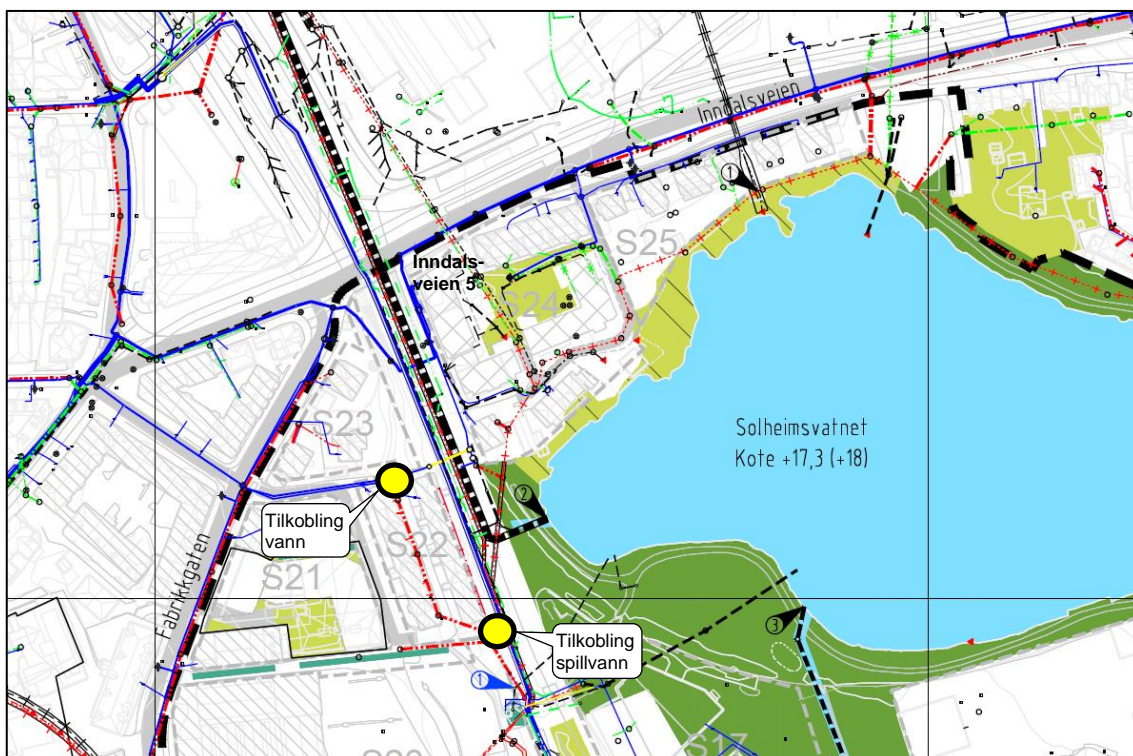 Inndalsveien
1
S25
Inndals-
veien 5
S24
Solheimsvatnet
Kote +17,3 (+18)
S23
Tilkobling
vann
2
S22
S21
Fabrikkgaten
3
Tilkobling
spillvann
1
S17